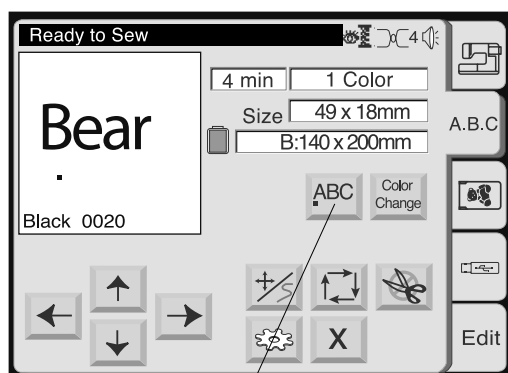 Ready to Sew
4
Bear
Black 0020
4 min
1 Color
Size
49 x 18mm
B:140 x 200mm
ABC
Color
Change
X
A.B.C
Edit